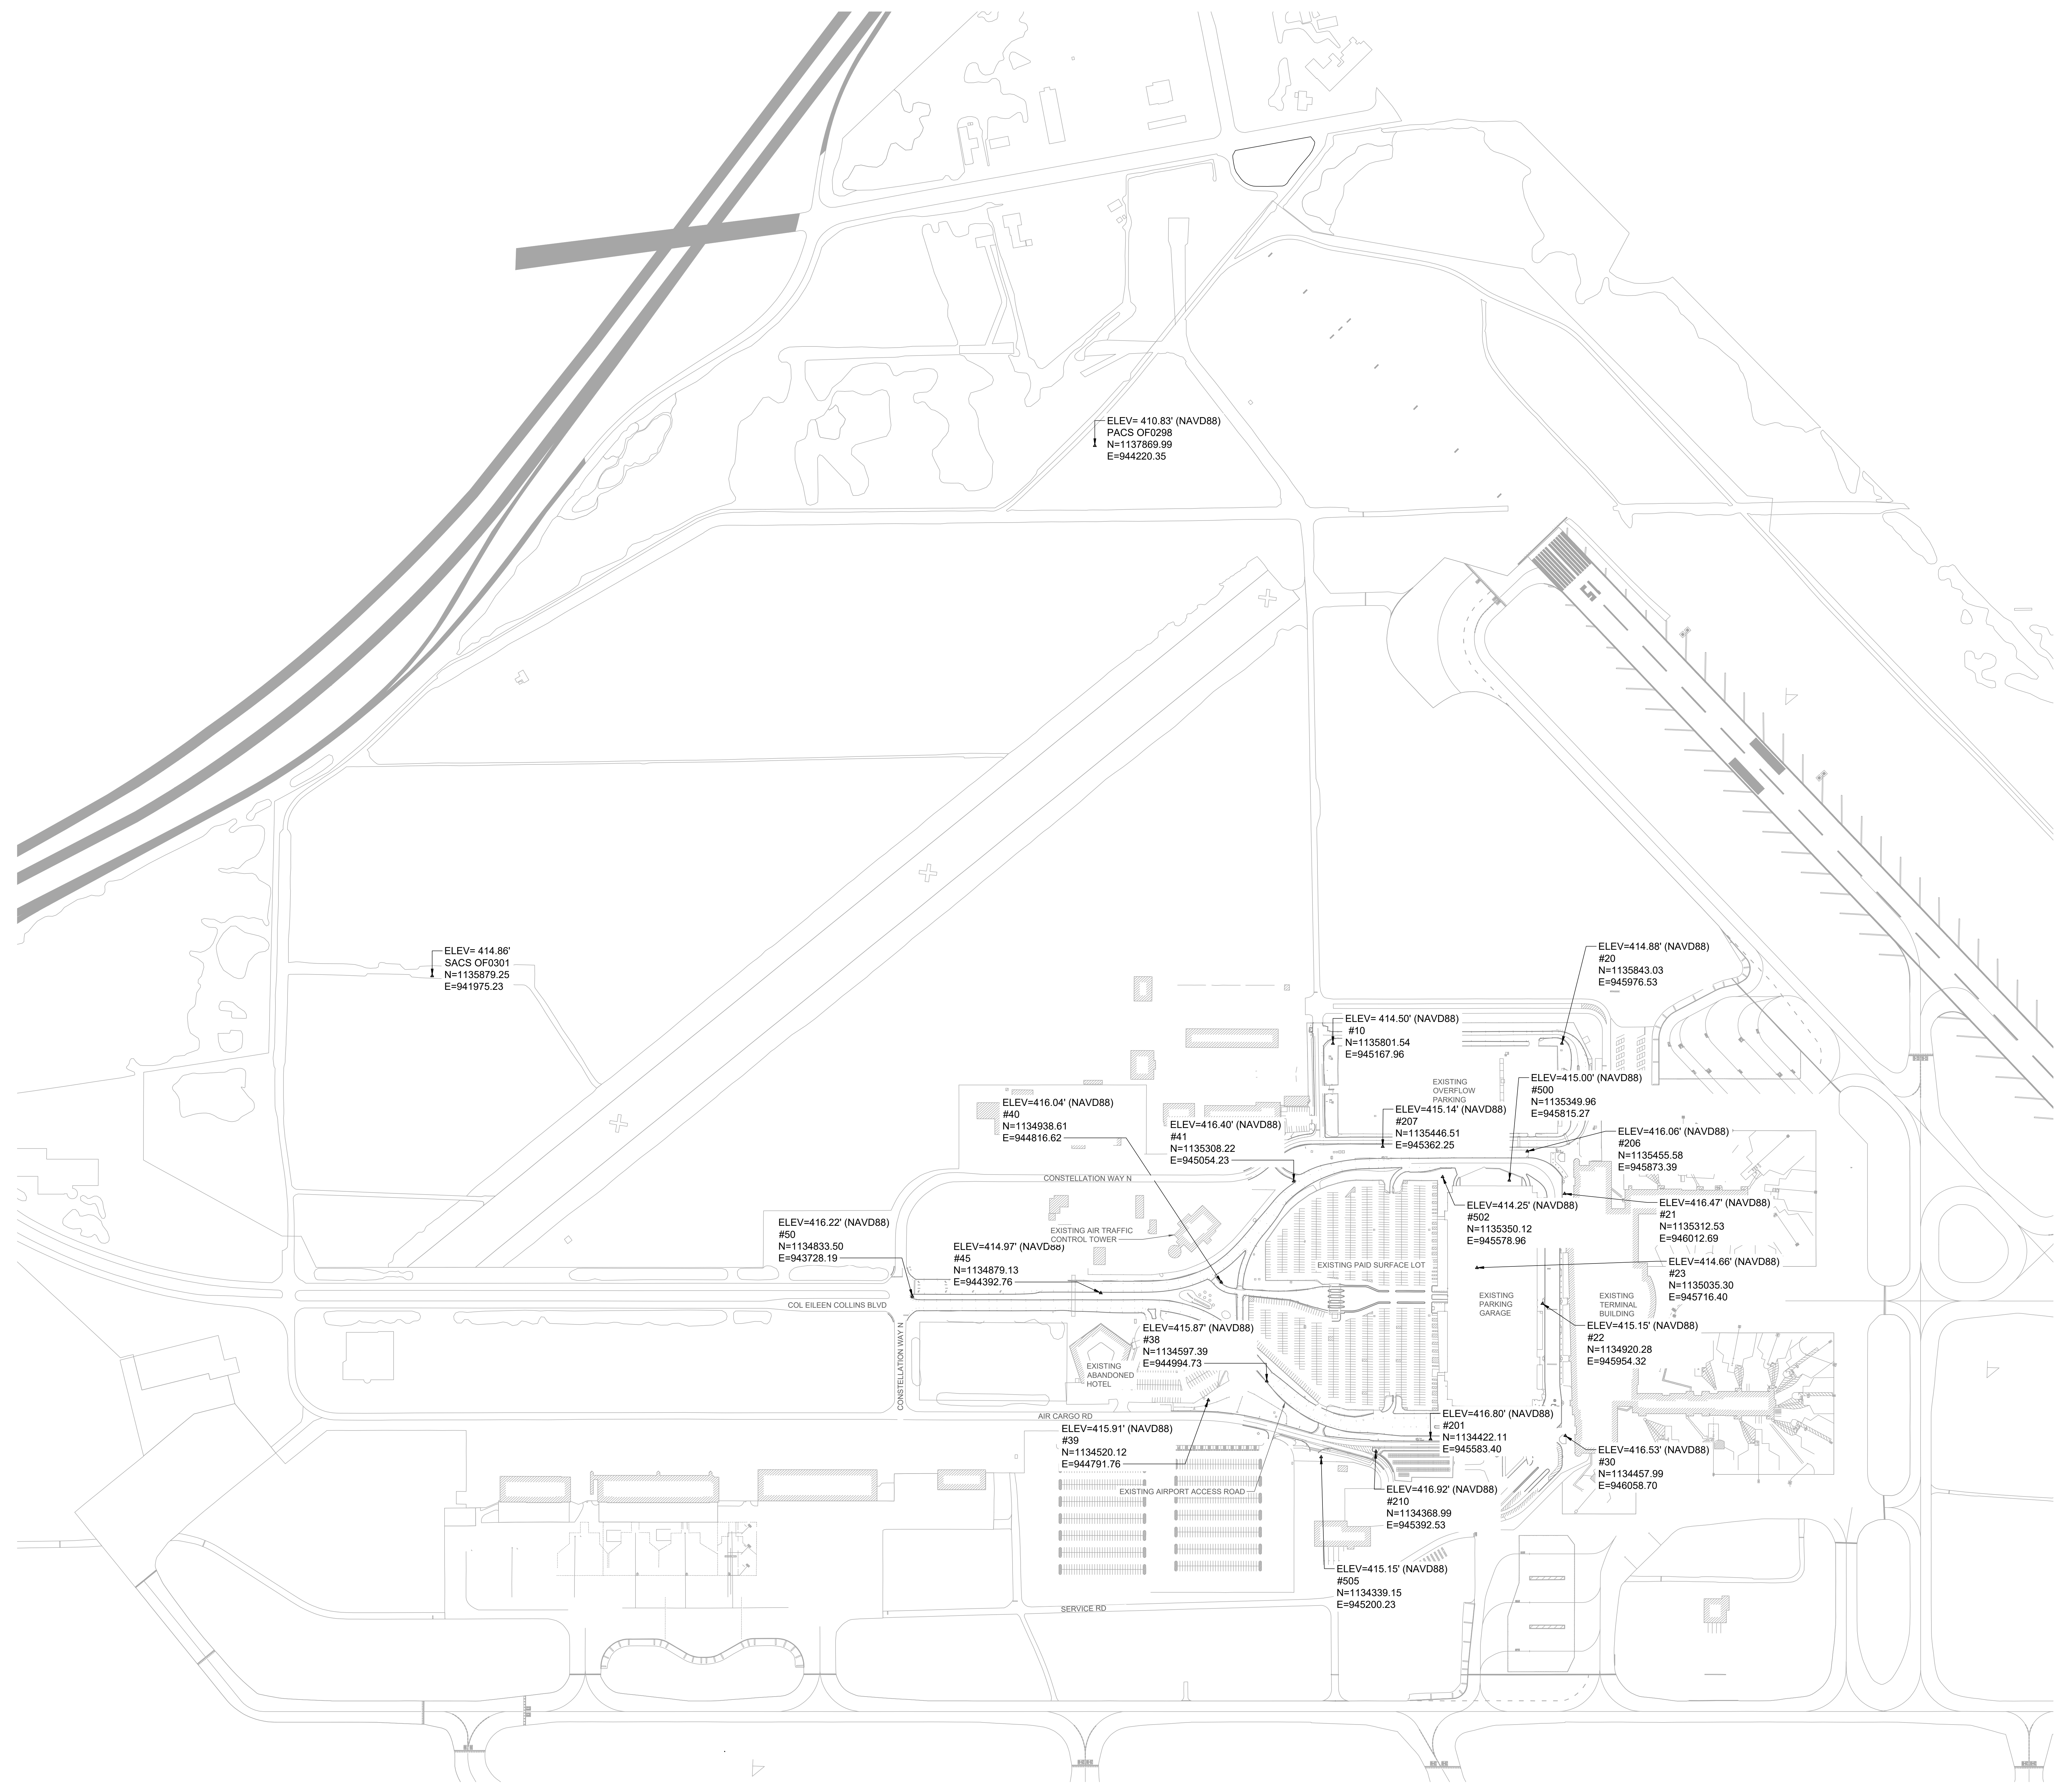 ELEV= 410.83' (NAVD88)
PACS OF0298
N=1137869.99
E=944220.35
15
ELEV= 414.86'
SACS OF0301
N=1135879.25
E=941975.23
ELEV=414.88' (NAVD88)
#20
N=1135843.03
E=945976.53
ELEV= 414.50' (NAVD88)
#10
N=1135801.54
E=945167.96
EXISTING
OVERFLOW
PARKING
ELEV=415.00' (NAVD88)
#500
N=1135349.96
E=945815.27
ELEV=416.04' (NAVD88)
#40
N=1134938.61
E=944816.62
ELEV=415.14' (NAVD88)
#207
N=1135446.51
E=945362.25
ELEV=416.40' (NAVD88)
#41
N=1135308.22
E=945054.23
ELEV=416.06' (NAVD88)
#206
N=1135455.58
E=945873.39
CONSTELLATION WAY N
ELEV=414.25' (NAVD88)
#502
N=1135350.12
E=945578.96
ELEV=416.47' (NAVD88)
#21
N=1135312.53
E=946012.69
ELEV=416.22' (NAVD88)
#50
N=1134833.50
E=943728.19
EXISTING AIR TRAFFIC
CONTROL TOWER
ELEV=414.97' (NAVD88)
#45
N=1134879.13
E=944392.76
EXISTING PAID SURFACE LOT
ELEV=414.66' (NAVD88)
#23
N=1135035.30
E=945716.40
COL EILEEN COLLINS BLVD
EXISTING
PARKING
GARAGE
EXISTING
TERMINAL
BUILDING
ELEV=415.15' (NAVD88)
#22
N=1134920.28
E=945954.32
CONSTELLATION WAY N
ELEV=415.87' (NAVD88)
#38
N=1134597.39
E=944994.73
EXISTING
ABANDONED
HOTEL
AIR CARGO RD
ELEV=415.91' (NAVD88)
#39
N=1134520.12
E=944791.76
ELEV=416.80' (NAVD88)
#201
N=1134422.11
E=945583.40
ELEV=416.53' (NAVD88)
#30
N=1134457.99
E=946058.70
EXISTING AIRPORT ACCESS ROAD
ELEV=416.92' (NAVD88)
#210
N=1134368.99
E=945392.53
ELEV=415.15' (NAVD88)
#505
N=1134339.15
E=945200.23
SERVICE RD